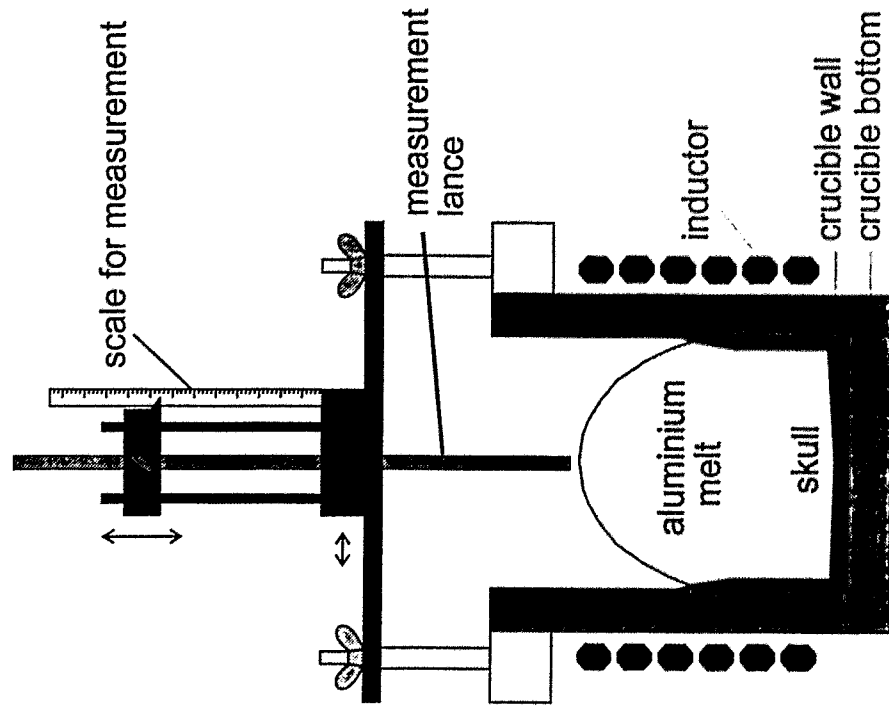 scale for measurement
measurement
lance
inductor
crucible wall
crucible bottom
aluminium
melt
skull